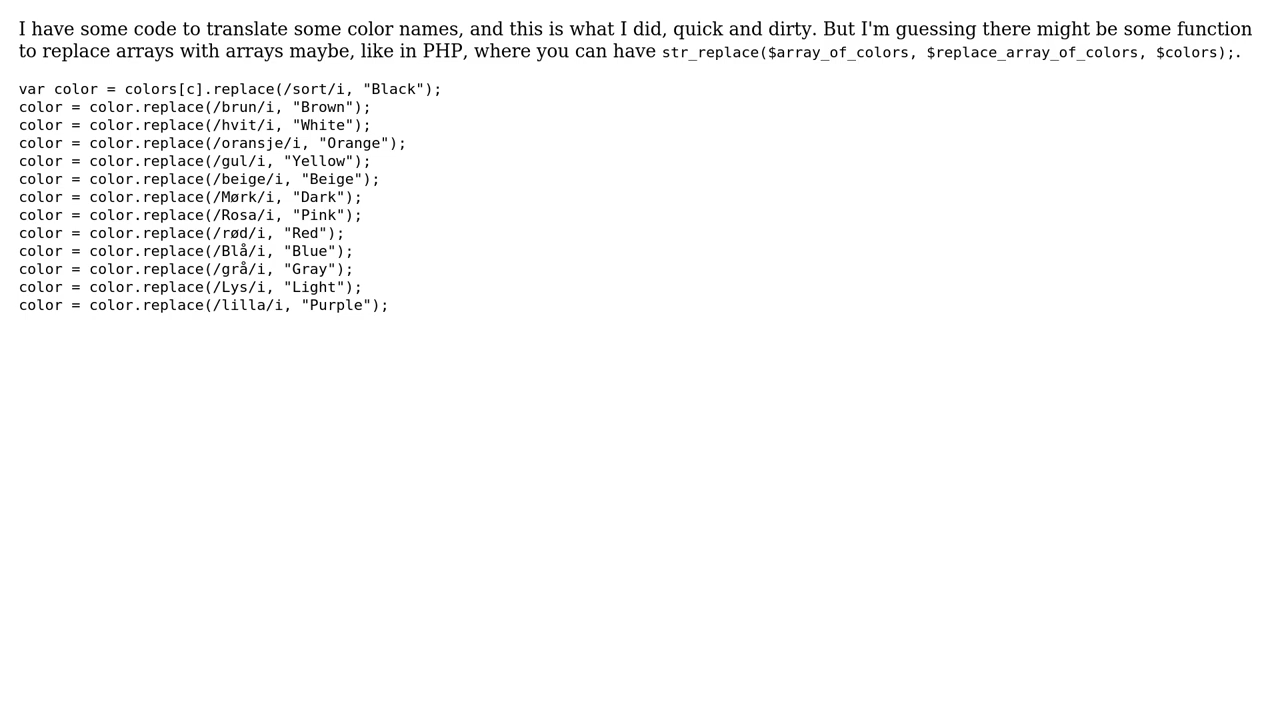 I have some code to translate some color names, and this is what I did, quick and dirty. But I'm guessing there might be some function
to replace arrays with arrays maybe, like in PHP, where you can have str_replace($array_of_colors, $replace_array_of_colors, $colors);.
var color = colors[c].replace(/sort/i, "Black");
color = color.replace(/brun/i, "Brown");
color = color.replace(/hvit/i, "White");
color = color.replace(/oransje/i, "Orange");
color = color.replace(/gul/i, "Yellow");
color = color.replace(/beige/i, "Beige");
color = color.replace(/Mørk/i, "Dark");
color = color.replace(/Rosa/i, "Pink");
color = color.replace(/rød/i, "Red");
color = color.replace(/Blå/i, "Blue");
color = color.replace(/grå/i, "Gray");
color = color.replace(/Lys/i, "Light");
color = color.replace(/lilla/i, "Purple");